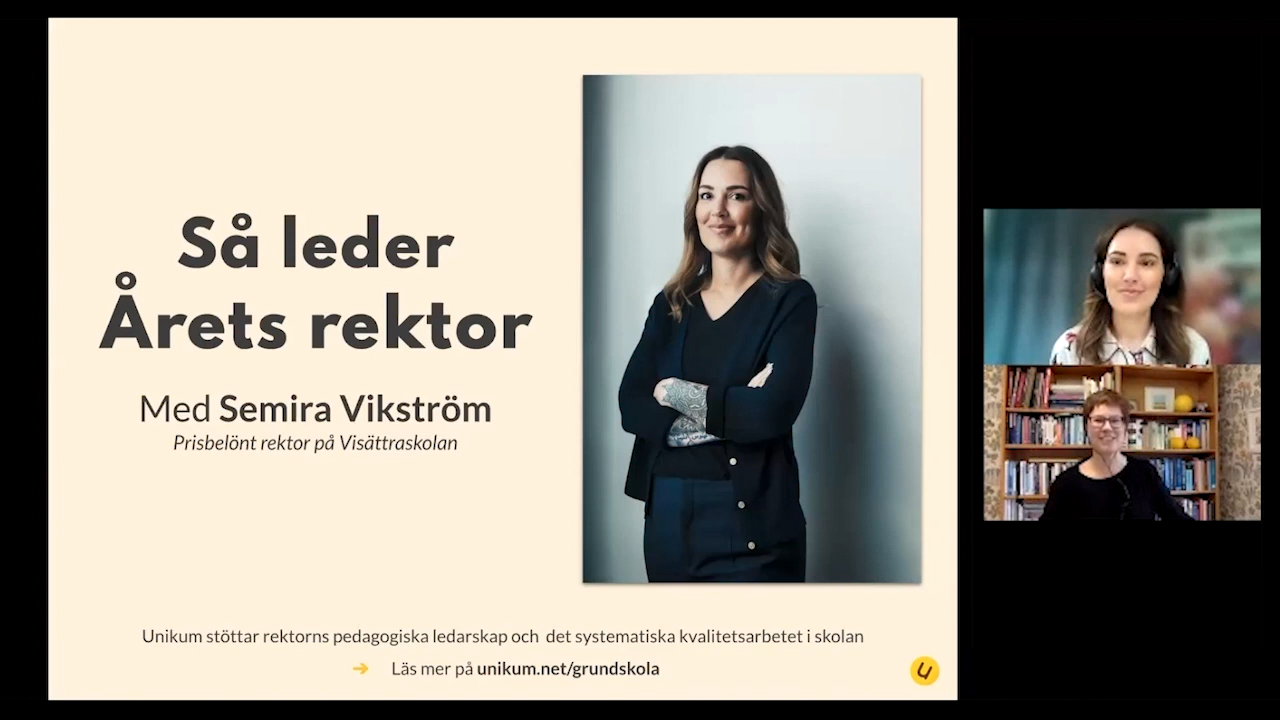 Så leder
Årets rektor
Med Semira Vikström
Prisbelönt rektor på Visättraskolan
Unikum stöttar rektorns pedagogiska ledarskap och det systematiska kvalitetsarbetet i skolan
➔ Läs mer på unikum.net/grundskola
u